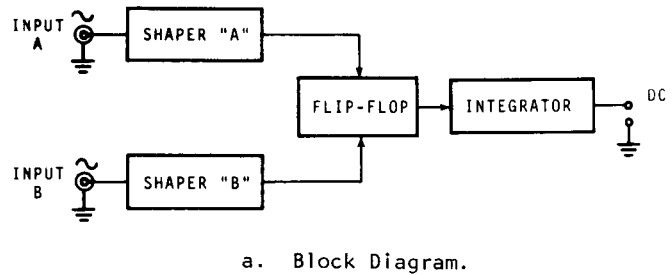 INPUT
A
SHAPER "A"
FLIP-FLOP
INTEGRATOR
DC
INPUT
B
SHAPER "B"
a. Block Diagram.